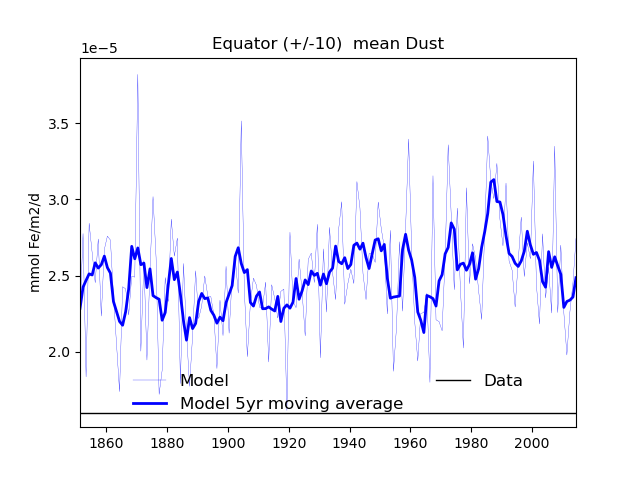 Equator (+/-10)  mean Dust
1e−5
3.5
3.0
2.5
2.0
mmol Fe/m2/d
Model
Model 5yr moving average
Data
1860 1880 1900 1920 1940 1960 1980 2000